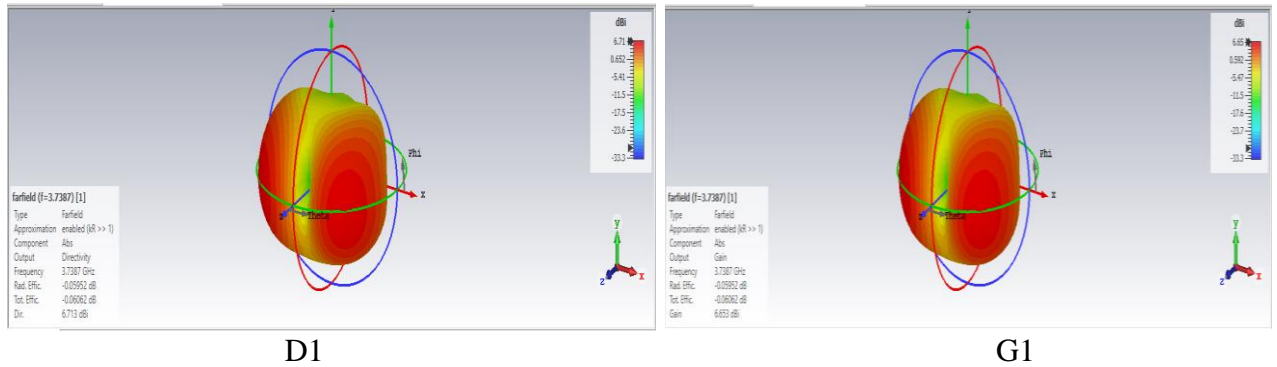 dBi
6.71
0.652
-5.41
-11.5
-17.5
-23.6
-33.3
Phi
x
Theta
z
farfield (f=3.7387) [1]
Type Farfield
Approximation enabled (kR >> 1)
Component Abs
Output Directivity
Frequency 3.7387 GHz
Rad. Effic. -0.05952 dB
Tot. Effic. -0.06062 dB
Dir. 6.713 dBi
y
z
x
D1
dBi
6.65
0.592
-5.47
-11.5
-17.6
-23.7
-33.3
Phi
x
Theta
z
farfield (f=3.7387) [1]
Type Farfield
Approximation enabled (kR >> 1)
Component Abs
Output Gain
Frequency 3.7387 GHz
Rad. Effic. -0.05952 dB
Tot. Effic. -0.06062 dB
Gain 6.653 dBi
y
z
x
G1